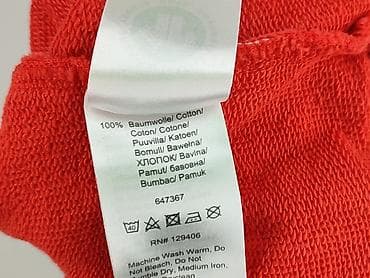 100% Baumwolle/ Cotton/
Coton/ Cotone/
Puuvilla/ Katoen/
Bomull/ Bawełna/
ХЛОПОК/ Bavlna/
Pamut/ бавовна/
Bumbac/ Pamuk
647367
40
RN# 129406
Machine Wash Warm, Do
Not Bleach, Do Not
Tumble Dry, Medium Iron,